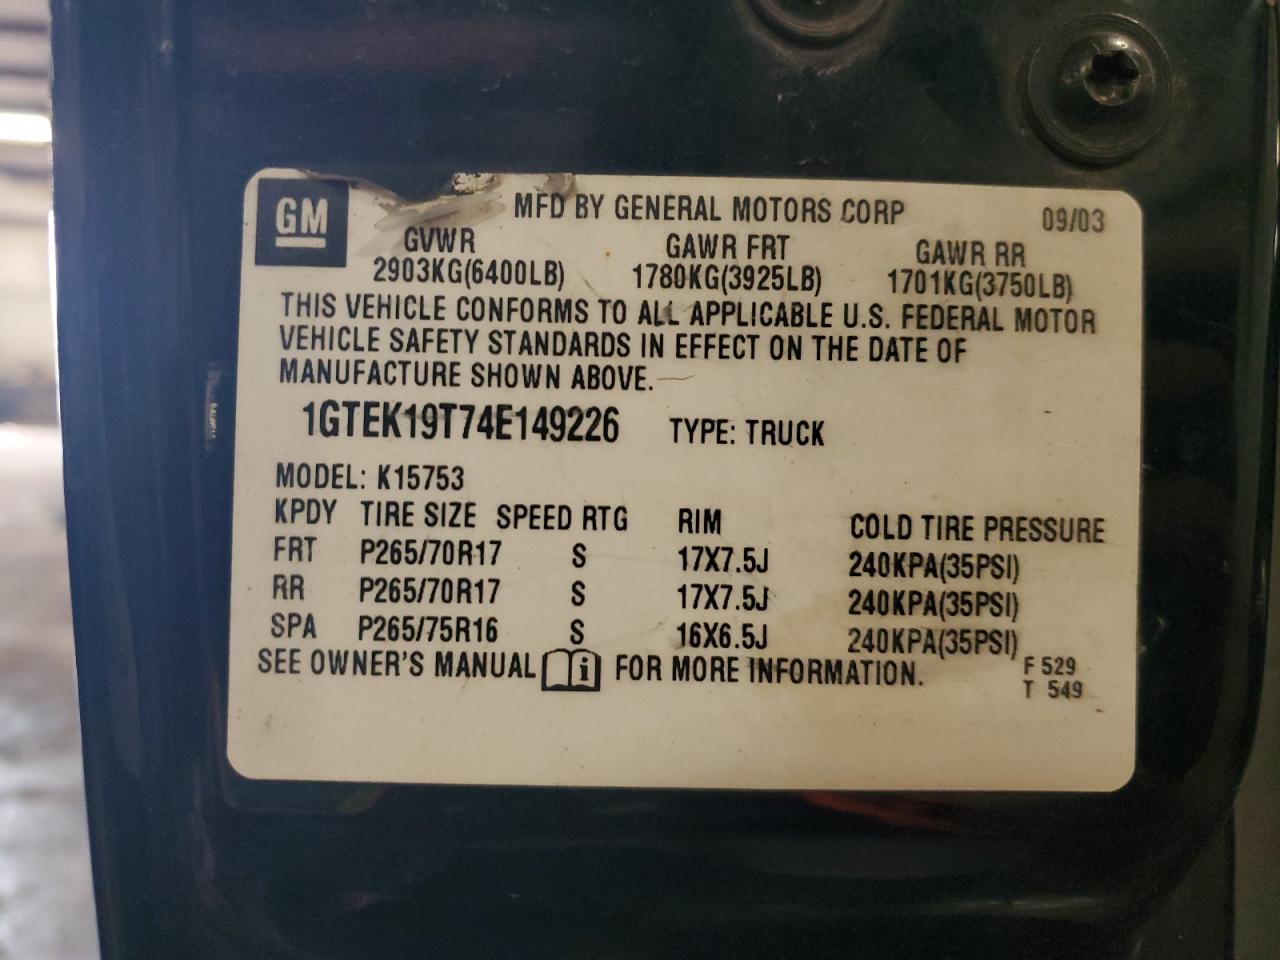 GM MFD BY GENERAL MOTORS CORP 09/03
GVWR GAWR FRT GAWR RR
2903KG(6400LB) 1780KG(3925LB) 1701KG(3750LB)
THIS VEHICLE CONFORMS TO ALL APPLICABLE U.S. FEDERAL MOTOR
VEHICLE SAFETY STANDARDS IN EFFECT ON THE DATE OF
MANUFACTURE SHOWN ABOVE.
1GTEK19T74E149226 TYPE: TRUCK
MODEL: K15753
KPDY TIRE SIZE SPEED RTG RIM COLD TIRE PRESSURE
FRT P265/70R17 S 17X7.5J 240KPA(35PSI)
RR P265/70R17 S 17X7.5J 240KPA(35PSI)
SPA P265/75R16 S 16X6.5J 240KPA(35PSI)
SEE OWNER'S MANUAL i FOR MORE INFORMATION. F 529
T 549